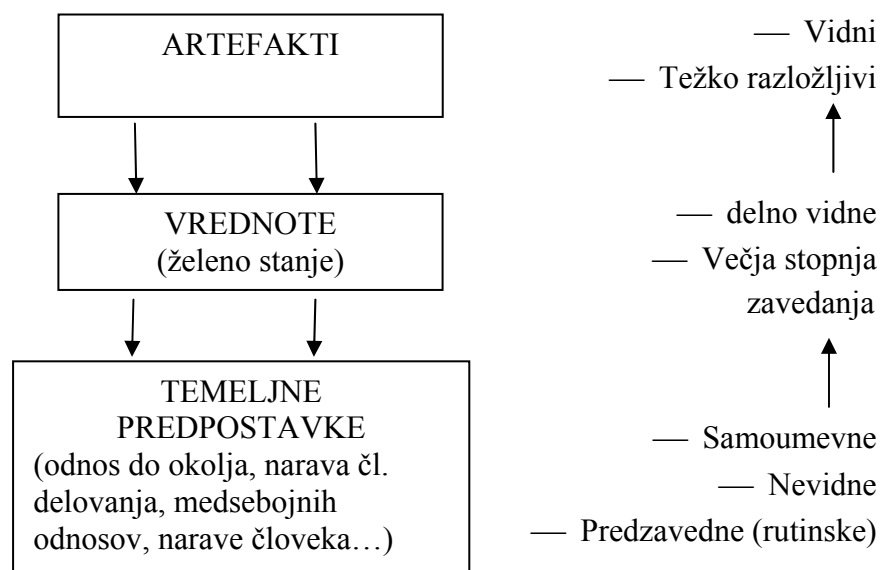 ARTEFAKTI
— Vidni
— Težko razložljivi
VREDNOTE
(želeno stanje)
— delno vidne
— Večja stopnja
zavedanja
TEMELJNE
PREDPOSTAVKE
(odnos do okolja, narava čl.
delovanja, medsebojnih
odnosov, narave človeka…)
— Samoumevne
— Nevidne
— Predzavedne (rutinske)